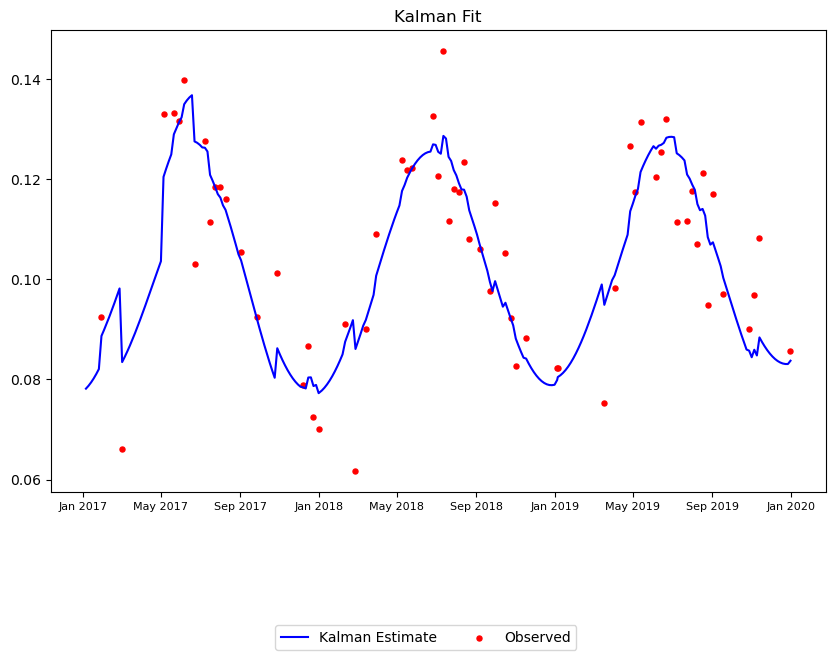 Kalman Fit
0.14
0.12
0.10
0.08
0.06
Jan 2017 May 2017 Sep 2017 Jan 2018 May 2018 Sep 2018 Jan 2019 May 2019 Sep 2019 Jan 2020
Kalman Estimate Observed